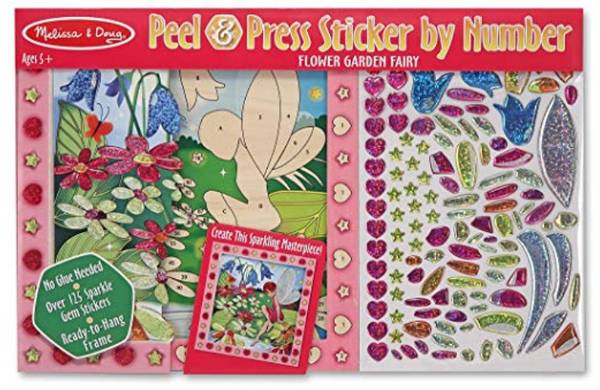 Melissa & Doug.
Ages 5+
Peel & Press Sticker by Number
FLOWER GARDEN FAIRY
Create This Sparkling Masterpiece!
No Glue Needed
Over 125 Sparkle
Gem Stickers
Ready-to-Hang
Frame